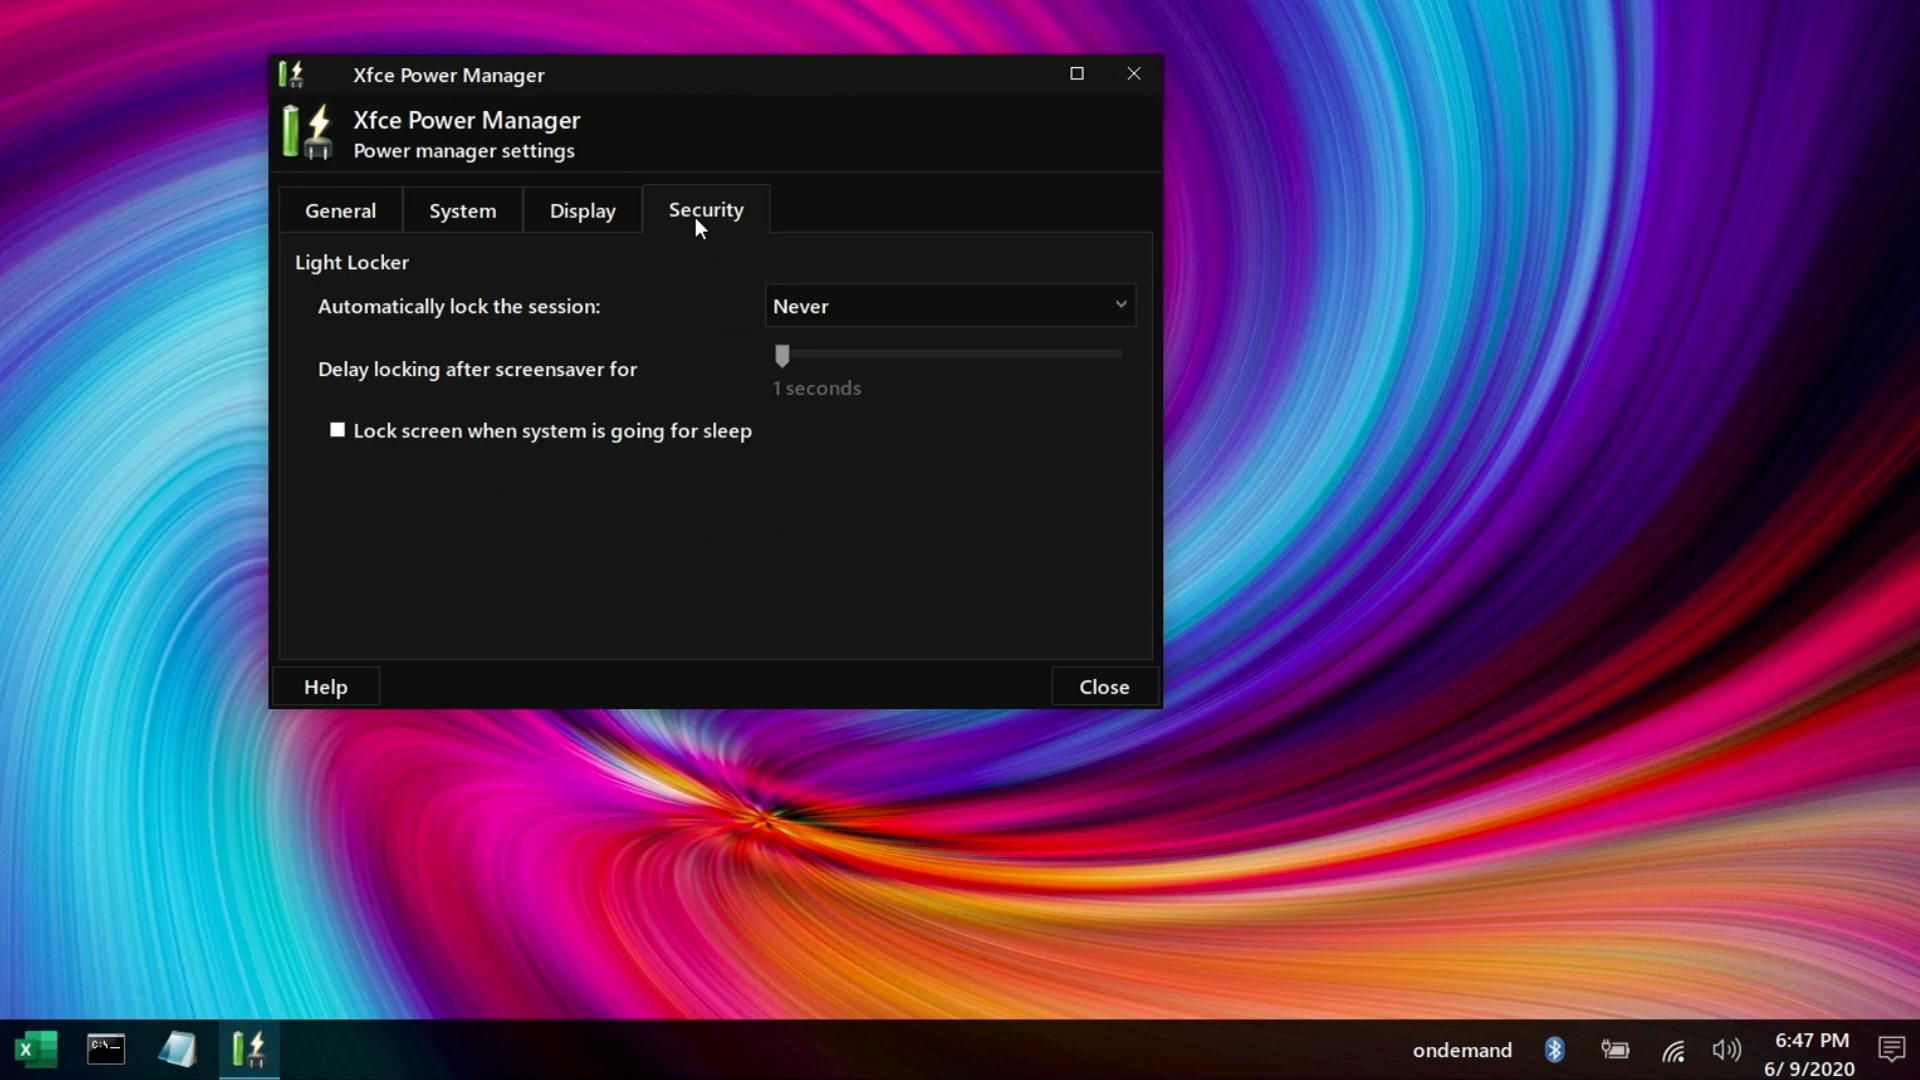 Xfce Power Manager
Xfce Power Manager
Power manager settings
General System Display Security
Light Locker
Automatically lock the session: Never
Delay locking after screensaver for
1 seconds
Lock screen when system is going for sleep
Help Close
X C:\_ ondemand 6:47 PM
6/ 9/2020